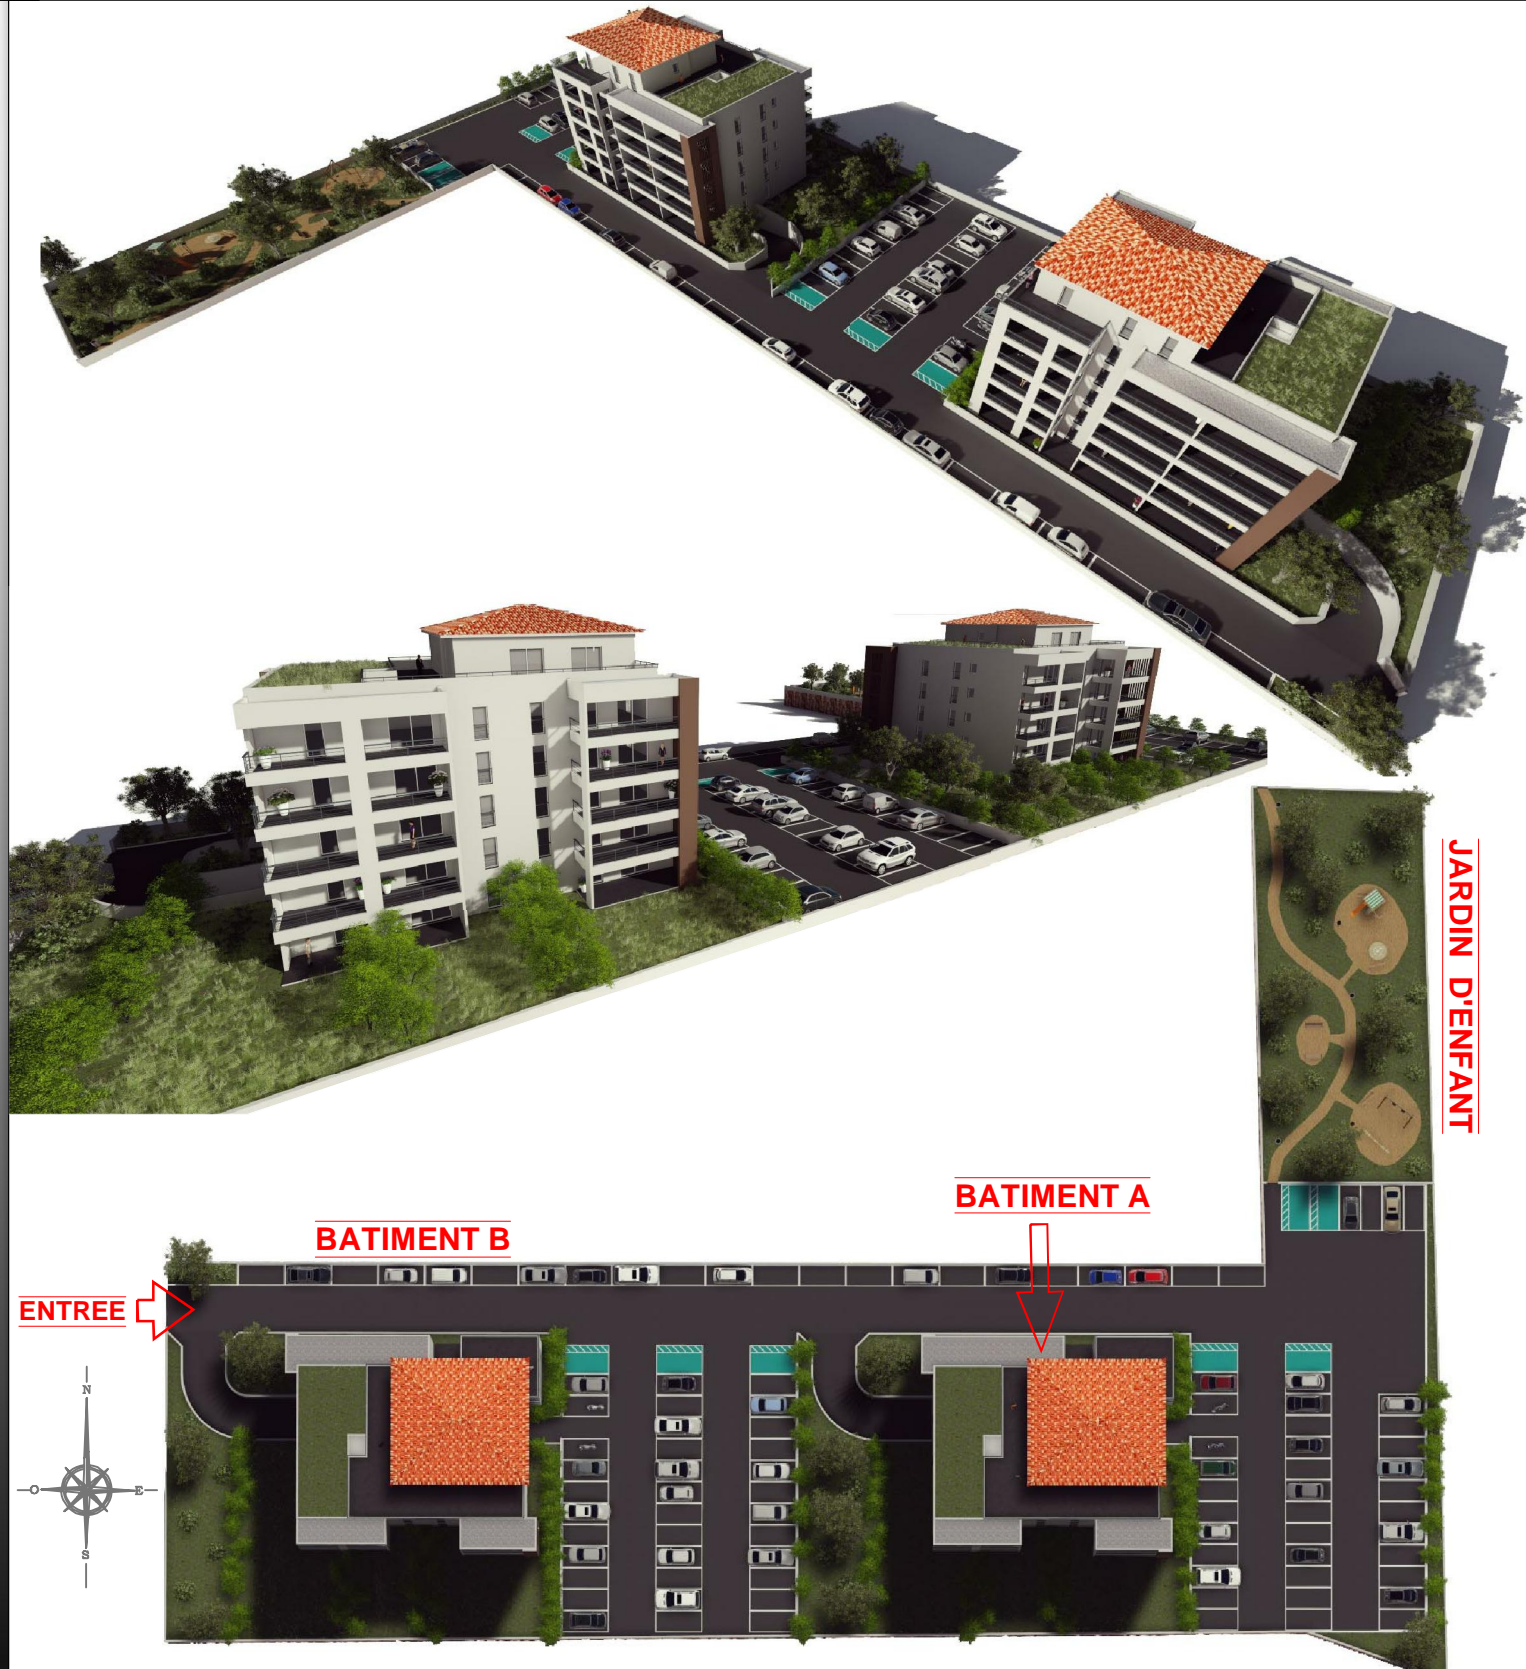 JARDIN D'ENFANT
BATIMENT A
BATIMENT B
ENTREE
N
O
E
S